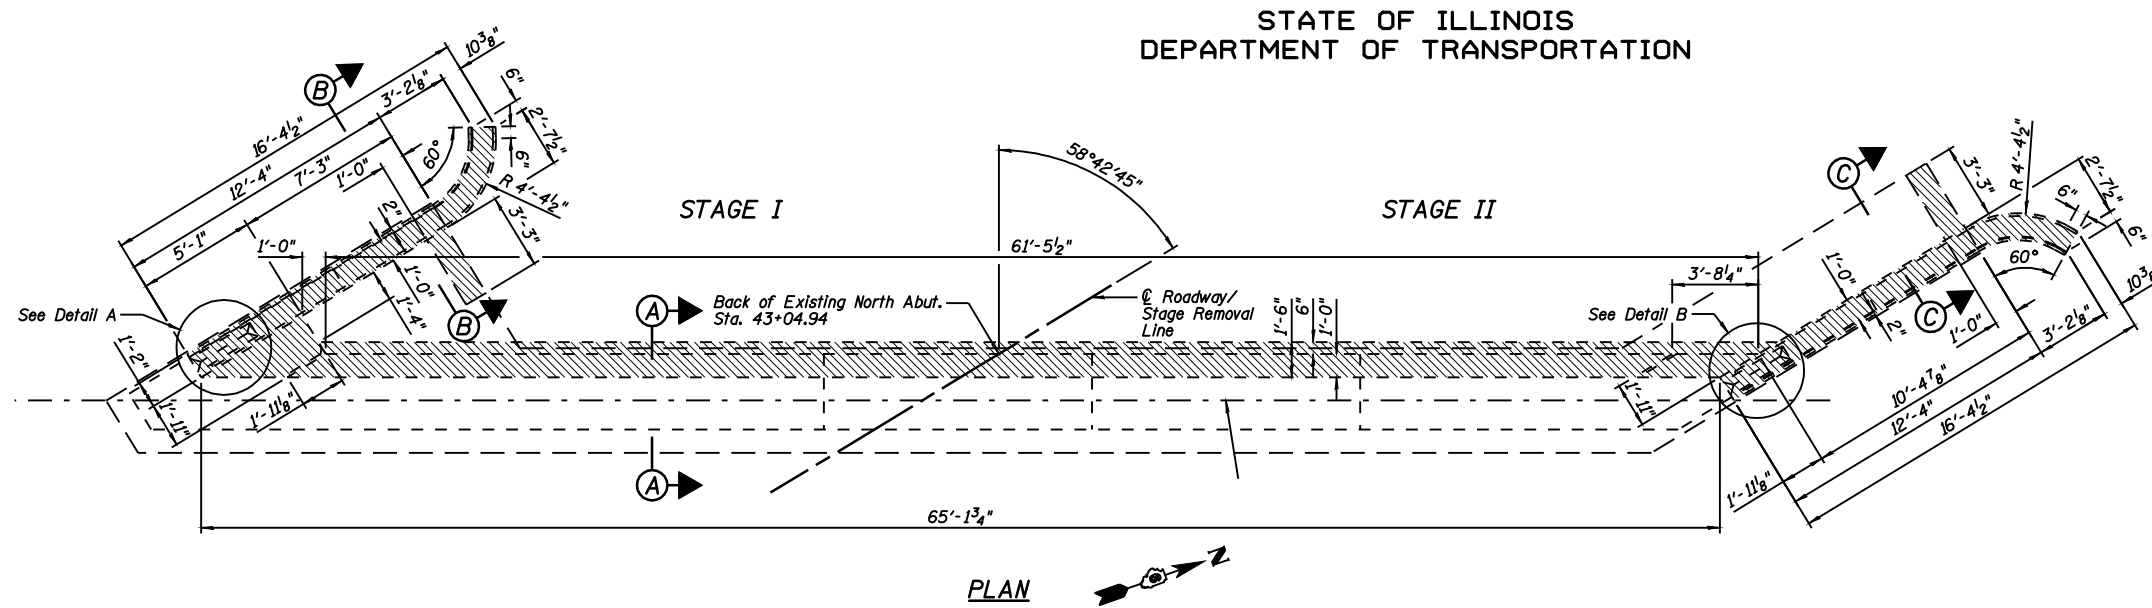 STATE OF ILLINOIS
DEPARTMENT OF TRANSPORTATION
B
16'-4½"
12'-4"
7'-3"
5'-1"
3'-2⅛"
10⅜"
6"
2'-7½"
6"
60°
R 4'-4½"
1'-0"
2"
3'-3"
1'-0"
1'-0"
1'-4"
B
See Detail A
1'-2"
1'-11"
1'-11⅛"
STAGE I
58°42'45"
STAGE II
61'-5½"
A
Back of Existing North Abut.
Sta. 43+04.94
℄ Roadway/
Stage Removal
Line
1'-6"
6"
1'-0"
A
65'-1¾"
C
3'-3"
R 4'-4½"
2'-7½"
6"
6"
60°
10⅜"
3'-8¼"
See Detail B
1'-0"
2"
C
1'-0"
3'-2⅛"
10'-4⅞"
12'-4"
16'-4½"
1'-11"
1'-11⅛"
PLAN
N